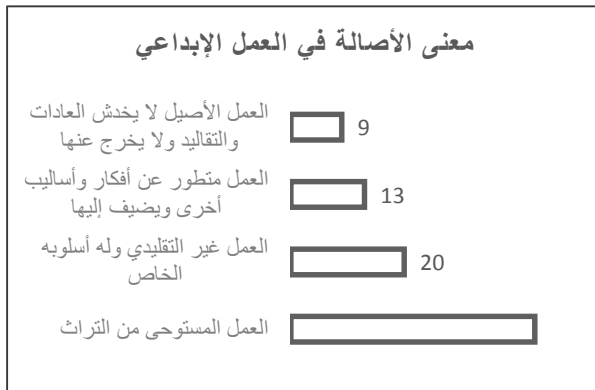 معنى الأصالة في العمل الإبداعي
العمل الأصيل لا يخدش العادات
والتقاليد ولا يخرج عنها
9
العمل متطور عن أفكار وأساليب
أخرى ويضيف إليها
13
العمل غير التقليدي وله أسلوبه
الخاص
20
العمل المستوحى من التراث